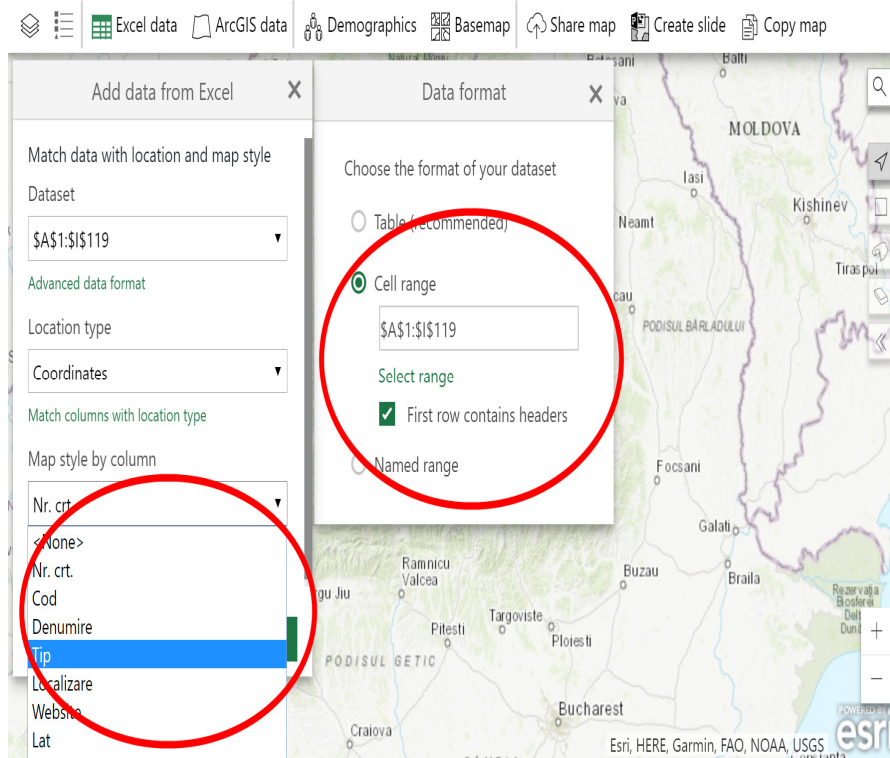 Excel data ArcGIS data Demographics Basemap Share map Create slide Copy map
Add data from Excel
Match data with location and map style
Dataset
$A$1:$I$119
Advanced data format
Location type
Coordinates
Match columns with location type
Map style by column
Nr. crt.
<None>
Nr. crt.
Cod
Denumire
Tip
Localizare
Website
Lat
Data format
Choose the format of your dataset
Table (recommended)
Cell range
$A$1:$I$119
Select range
First row contains headers
Named range
Balti
MOLDOVA
Iasi
Kishinev
Neamt
Tiraspol
PODISUL BÂRLADULUI
Focsani
Galati
Braila
Buzau
Ramnicu
Valcea
Targoviste
Pitesti
Ploiesti
PODISUL GETIC
Bucharest
Craiova
Rezervația
Biosferei
POWERED BY
esri
Esri, HERE, Garmin, FAO, NOAA, USGS